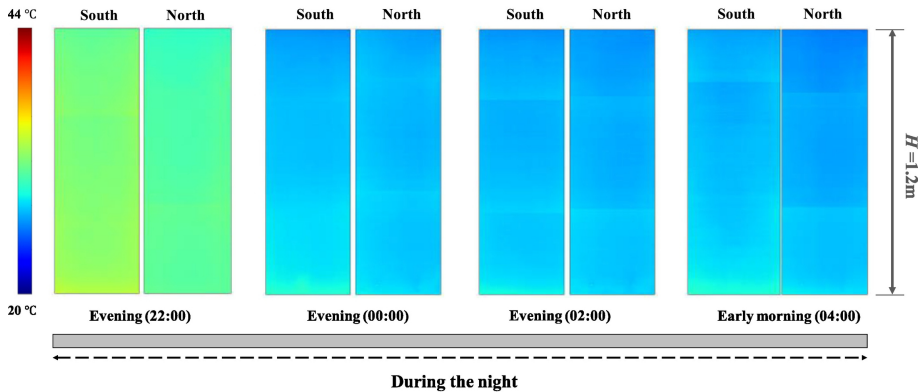 44 ℃
South North South North South North South North
H=1.2m
20 ℃
Evening (22:00) Evening (00:00) Evening (02:00) Early morning (04:00)
During the night